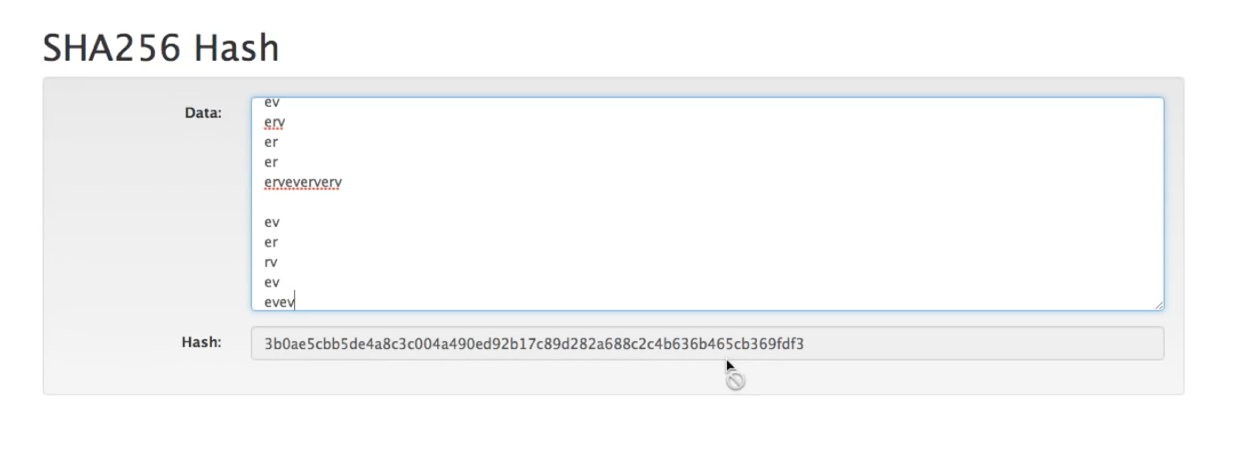 SHA256 Hash
Data:
ev
erv
er
er
erveververv
ev
er
rv
ev
evev
Hash:
3b0ae5cbb5de4a8c3c004a490ed92b17c89d282a688c2c4b636b465cb369fdf3